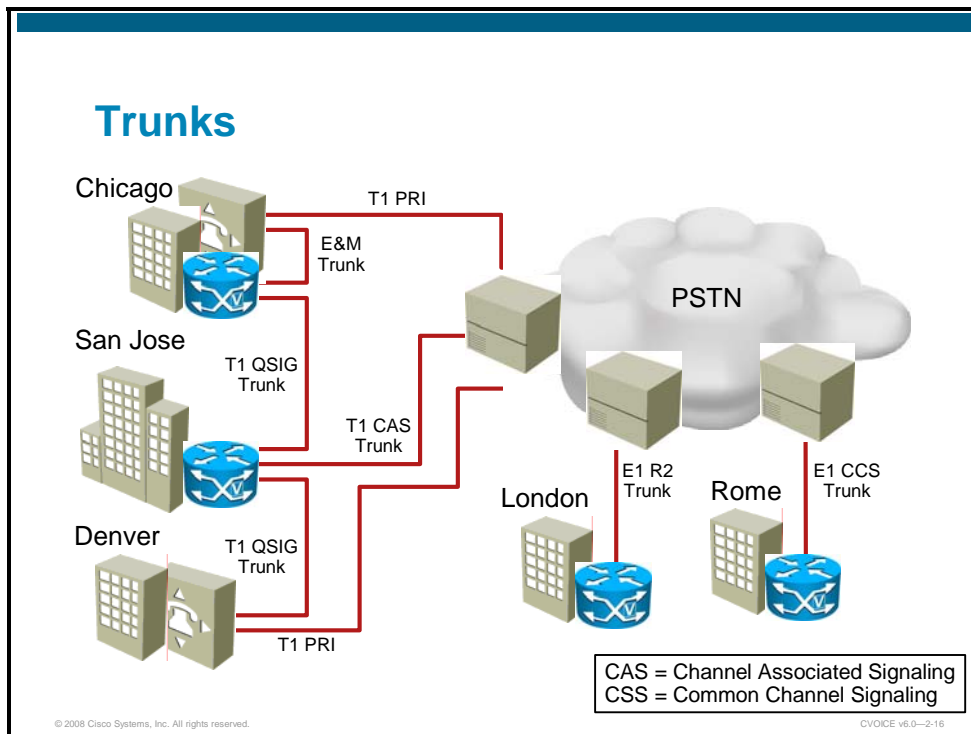 Trunks
Chicago
T1 PRI
E&M
Trunk
PSTN
San Jose
T1 QSIG
Trunk
T1 CAS
Trunk
E1 R2
Trunk
E1 CCS
Trunk
London
Rome
Denver
T1 QSIG
Trunk
T1 PRI
V
V
V
V
CAS = Channel Associated Signaling
CSS = Common Channel Signaling
© 2008 Cisco Systems, Inc. All rights reserved.
CVOICE v6.0—2-16